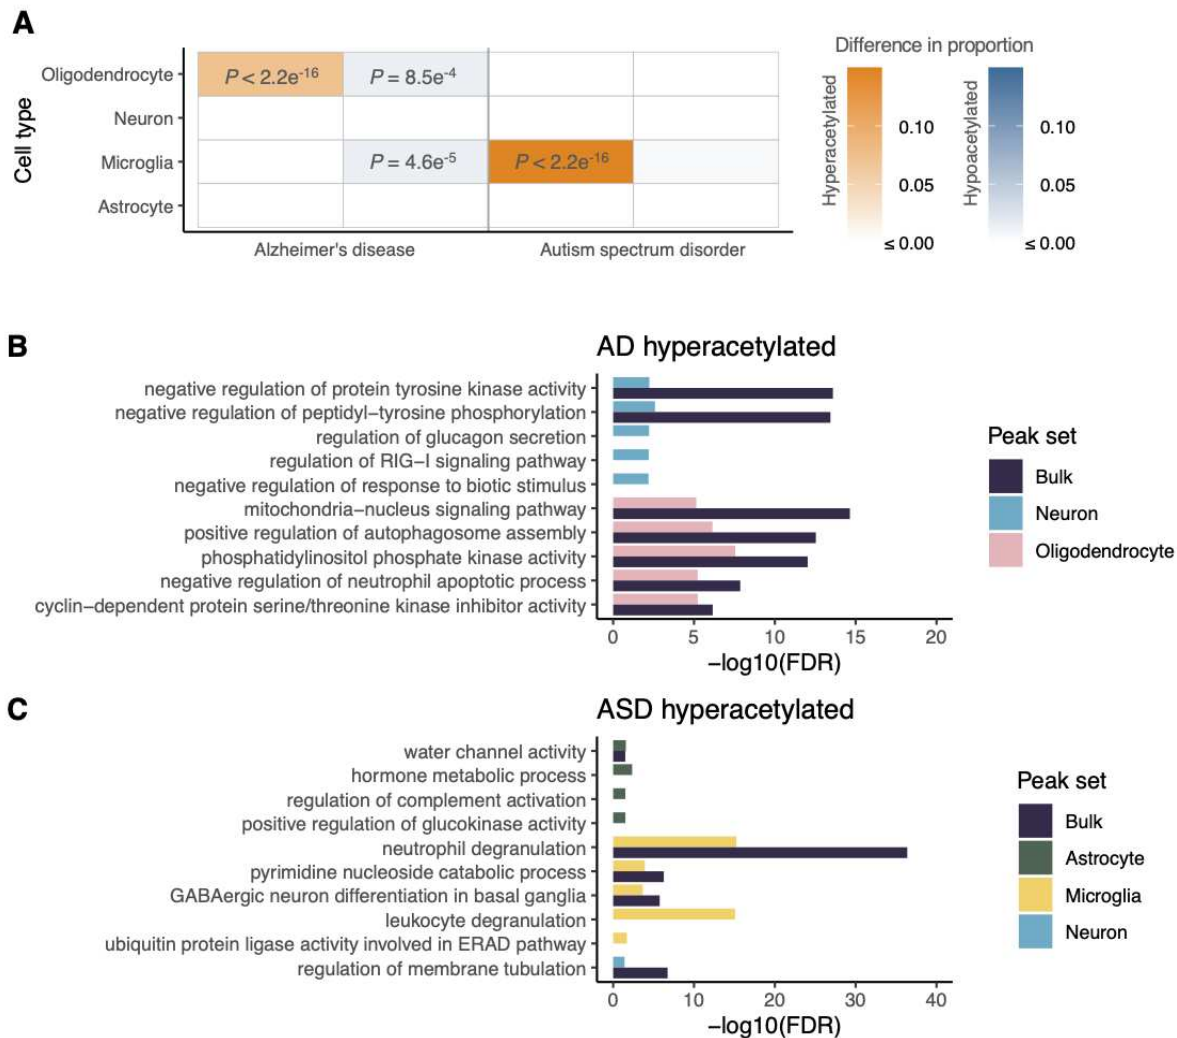 A
Difference in proportion
Cell type
Oligodendrocyte
Neuron
Microglia
Astrocyte
P < 2.2e-16
P = 8.5e-4
P = 4.6e-5
P < 2.2e-16
Alzheimer's disease
Autism spectrum disorder
Hyperacetylated
0.10
0.05
≤ 0.00
Hypoacetylated
0.10
0.05
≤ 0.00
B
AD hyperacetylated
negative regulation of protein tyrosine kinase activity
negative regulation of peptidyl−tyrosine phosphorylation
regulation of glucagon secretion
regulation of RIG−I signaling pathway
negative regulation of response to biotic stimulus
mitochondria−nucleus signaling pathway
positive regulation of autophagosome assembly
phosphatidylinositol phosphate kinase activity
negative regulation of neutrophil apoptotic process
cyclin−dependent protein serine/threonine kinase inhibitor activity
0 5 10 15 20
−log10(FDR)
Peak set
Bulk
Neuron
Oligodendrocyte
C
ASD hyperacetylated
water channel activity
hormone metabolic process
regulation of complement activation
positive regulation of glucokinase activity
neutrophil degranulation
pyrimidine nucleoside catabolic process
GABAergic neuron differentiation in basal ganglia
leukocyte degranulation
ubiquitin protein ligase activity involved in ERAD pathway
regulation of membrane tubulation
0 10 20 30 40
−log10(FDR)
Peak set
Bulk
Astrocyte
Microglia
Neuron